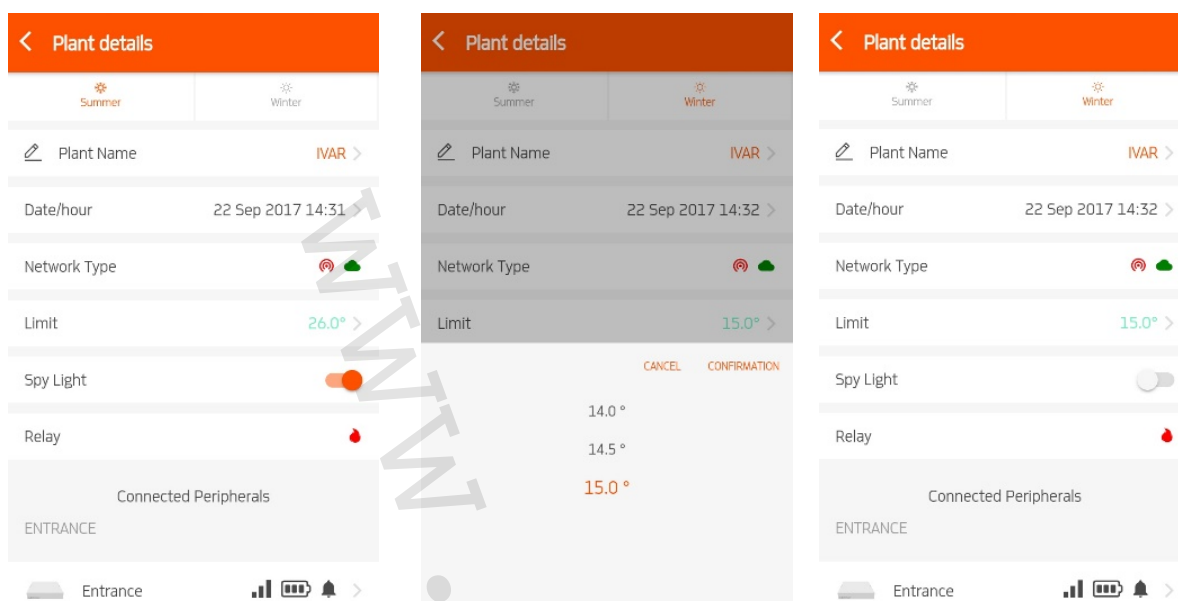 Plant details
Summer Winter
Plant Name IVAR
Date/hour 22 Sep 2017 14:31
Network Type
Limit 26.0°
Spy Light
Relay
Connected Peripherals
ENTRANCE
Entrance
Plant details
Summer Winter
Plant Name IVAR
Date/hour 22 Sep 2017 14:32
Network Type
Limit 15.0°
CANCEL CONFIRMATION
14.0 °
14.5 °
15.0 °
Plant details
Summer Winter
Plant Name IVAR
Date/hour 22 Sep 2017 14:32
Network Type
Limit 15.0°
Spy Light
Relay
Connected Peripherals
ENTRANCE
Entrance
www.